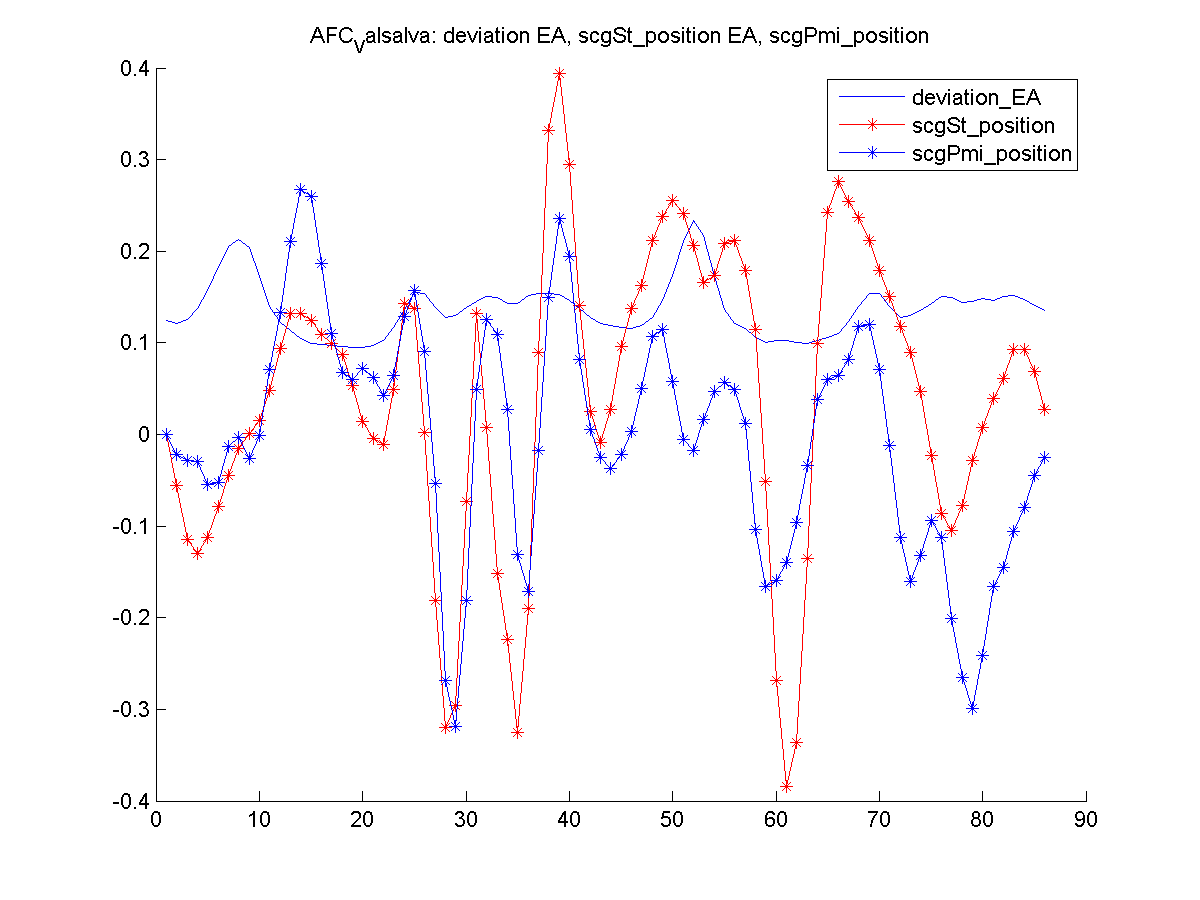 AFC_Valsalva: deviation EA, scgSt_position EA, scgPmi_position
0.4
deviation_EA
scgSt_position
scgPmi_position
0.3
0.2
0.1
0
-0.1
-0.2
-0.3
-0.4
0 10 20 30 40 50 60 70 80 90